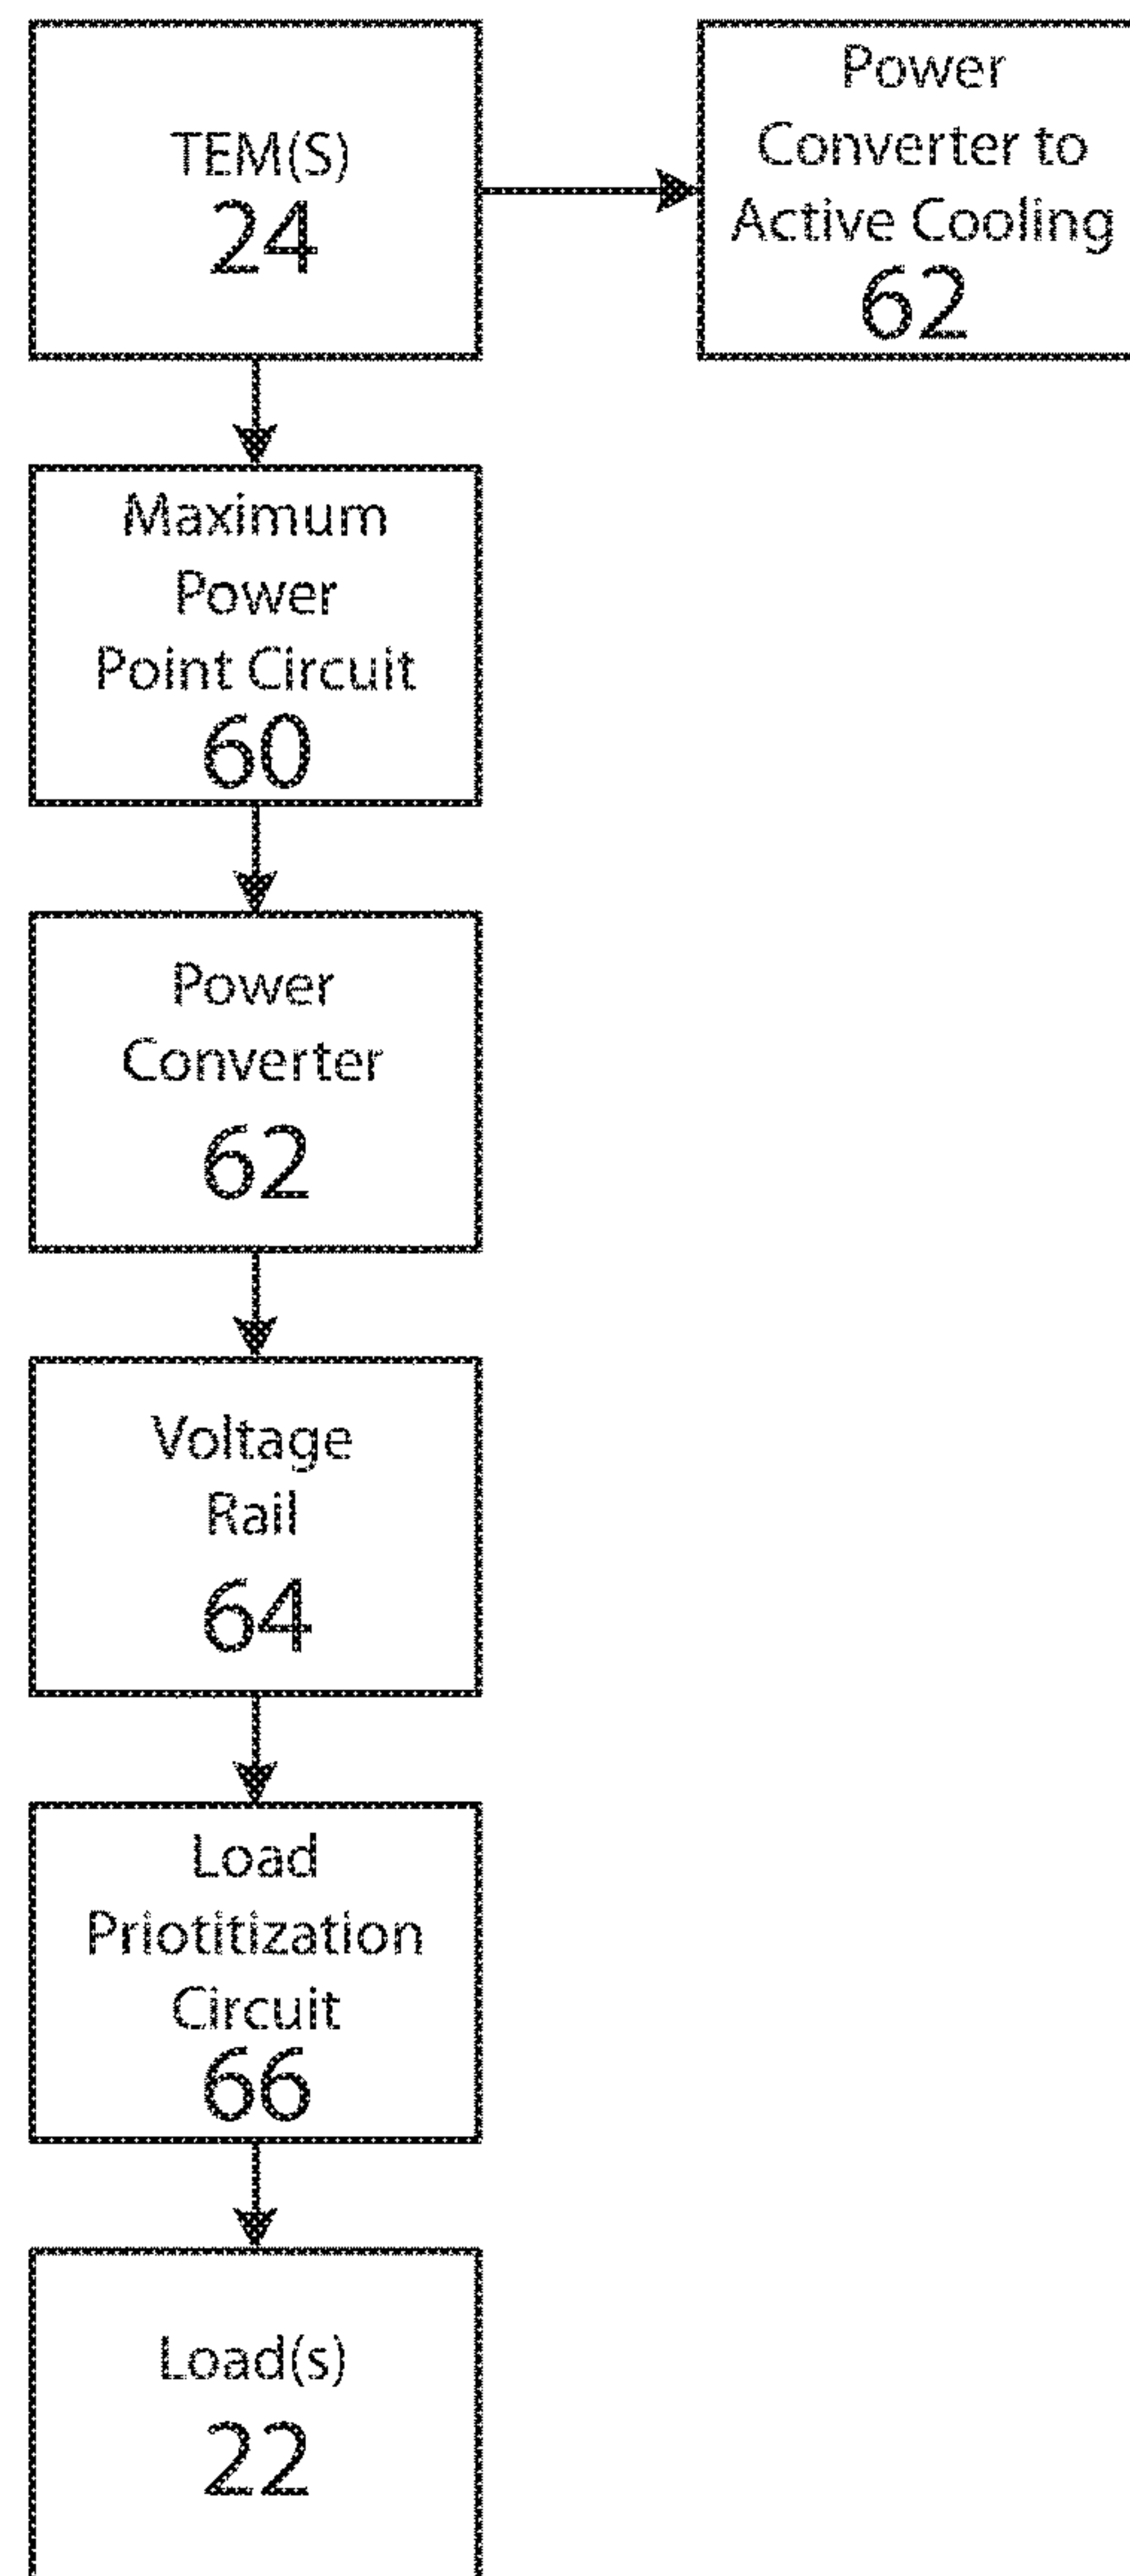 TEM(S)
24
Power
Converter to
Active Cooling
62
Maximum
Power
Point Circuit
60
Power
Converter
62
Voltage
Rail
64
Load
Priotitization
Circuit
66
Load(s)
22